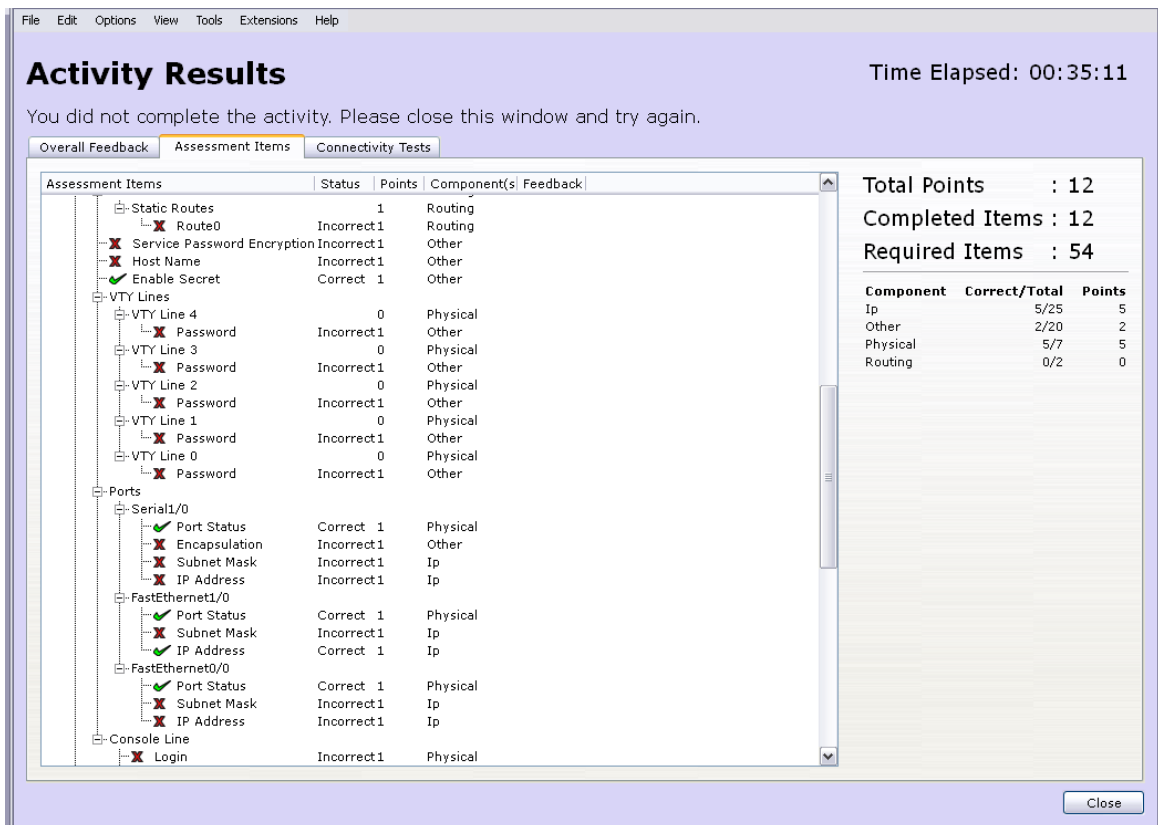 File Edit Options View Tools Extensions Help
Activity Results
Time Elapsed: 00:35:11
You did not complete the activity. Please close this window and try again.
Overall Feedback Assessment Items Connectivity Tests
Assessment Items Status Points Component(s Feedback
Static Routes 1 Routing
Route0 Incorrect 1 Routing
Service Password Encryption Incorrect 1 Other
Host Name Incorrect 1 Other
Enable Secret Correct 1 Other
VTY Lines
VTY Line 4 0 Physical
Password Incorrect 1 Other
VTY Line 3 0 Physical
Password Incorrect 1 Other
VTY Line 2 0 Physical
Password Incorrect 1 Other
VTY Line 1 0 Physical
Password Incorrect 1 Other
VTY Line 0 0 Physical
Password Incorrect 1 Other
Ports
Serial1/0
Port Status Correct 1 Physical
Encapsulation Incorrect 1 Other
Subnet Mask Incorrect 1 Ip
IP Address Incorrect 1 Ip
FastEthernet1/0
Port Status Correct 1 Physical
Subnet Mask Incorrect 1 Ip
IP Address Correct 1 Ip
FastEthernet0/0
Port Status Correct 1 Physical
Subnet Mask Incorrect 1 Ip
IP Address Incorrect 1 Ip
Console Line
Login Incorrect 1 Physical
Total Points : 12
Completed Items : 12
Required Items : 54
Component Correct/Total Points
Ip 5/25 5
Other 2/20 2
Physical 5/7 5
Routing 0/2 0
Close